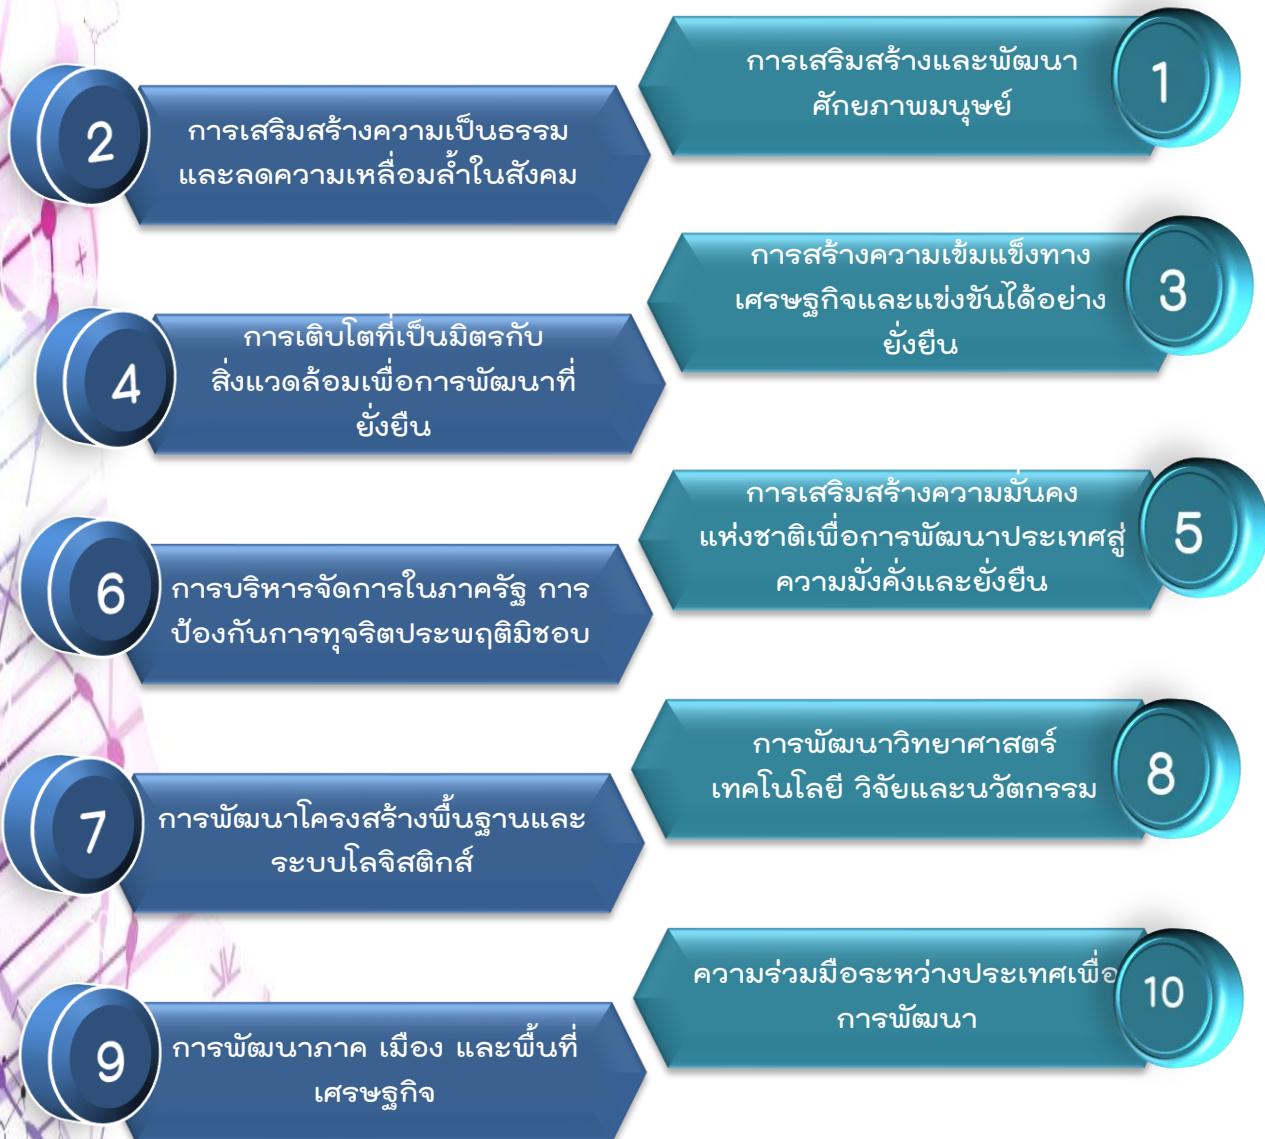 1
การเสริมสร้างและพัฒนา
ศักยภาพมนุษย์
2
การเสริมสร้างความเป็นธรรม
และลดความเหลื่อมล้ำในสังคม
3
การสร้างความเข้มแข็งทาง
เศรษฐกิจและแข่งขันได้อย่าง
ยั่งยืน
4
การเติบโตที่เป็นมิตรกับ
สิ่งแวดล้อมเพื่อการพัฒนาที่
ยั่งยืน
5
การเสริมสร้างความมั่นคง
แห่งชาติเพื่อการพัฒนาประเทศสู่
ความมั่งคั่งและยั่งยืน
6
การบริหารจัดการในภาครัฐ การ
ป้องกันการทุจริตประพฤติมิชอบ
7
การพัฒนาโครงสร้างพื้นฐานและ
ระบบโลจิสติกส์
8
การพัฒนาวิทยาศาสตร์
เทคโนโลยี วิจัยและนวัตกรรม
9
การพัฒนาภาค เมือง และพื้นที่
เศรษฐกิจ
10
ความร่วมมือระหว่างประเทศเพื่อ
การพัฒนา